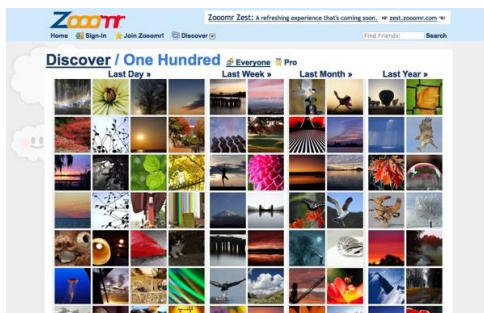 Zooomr
Zooomr Zest: A refreshing experience that's coming soon. ☞ zest.zooomr.com ☜
Home Sign-In Join Zooomr! Discover
Find Friends! Search
Discover / One Hundred Everyone Pro
Last Day » Last Week » Last Month » Last Year »